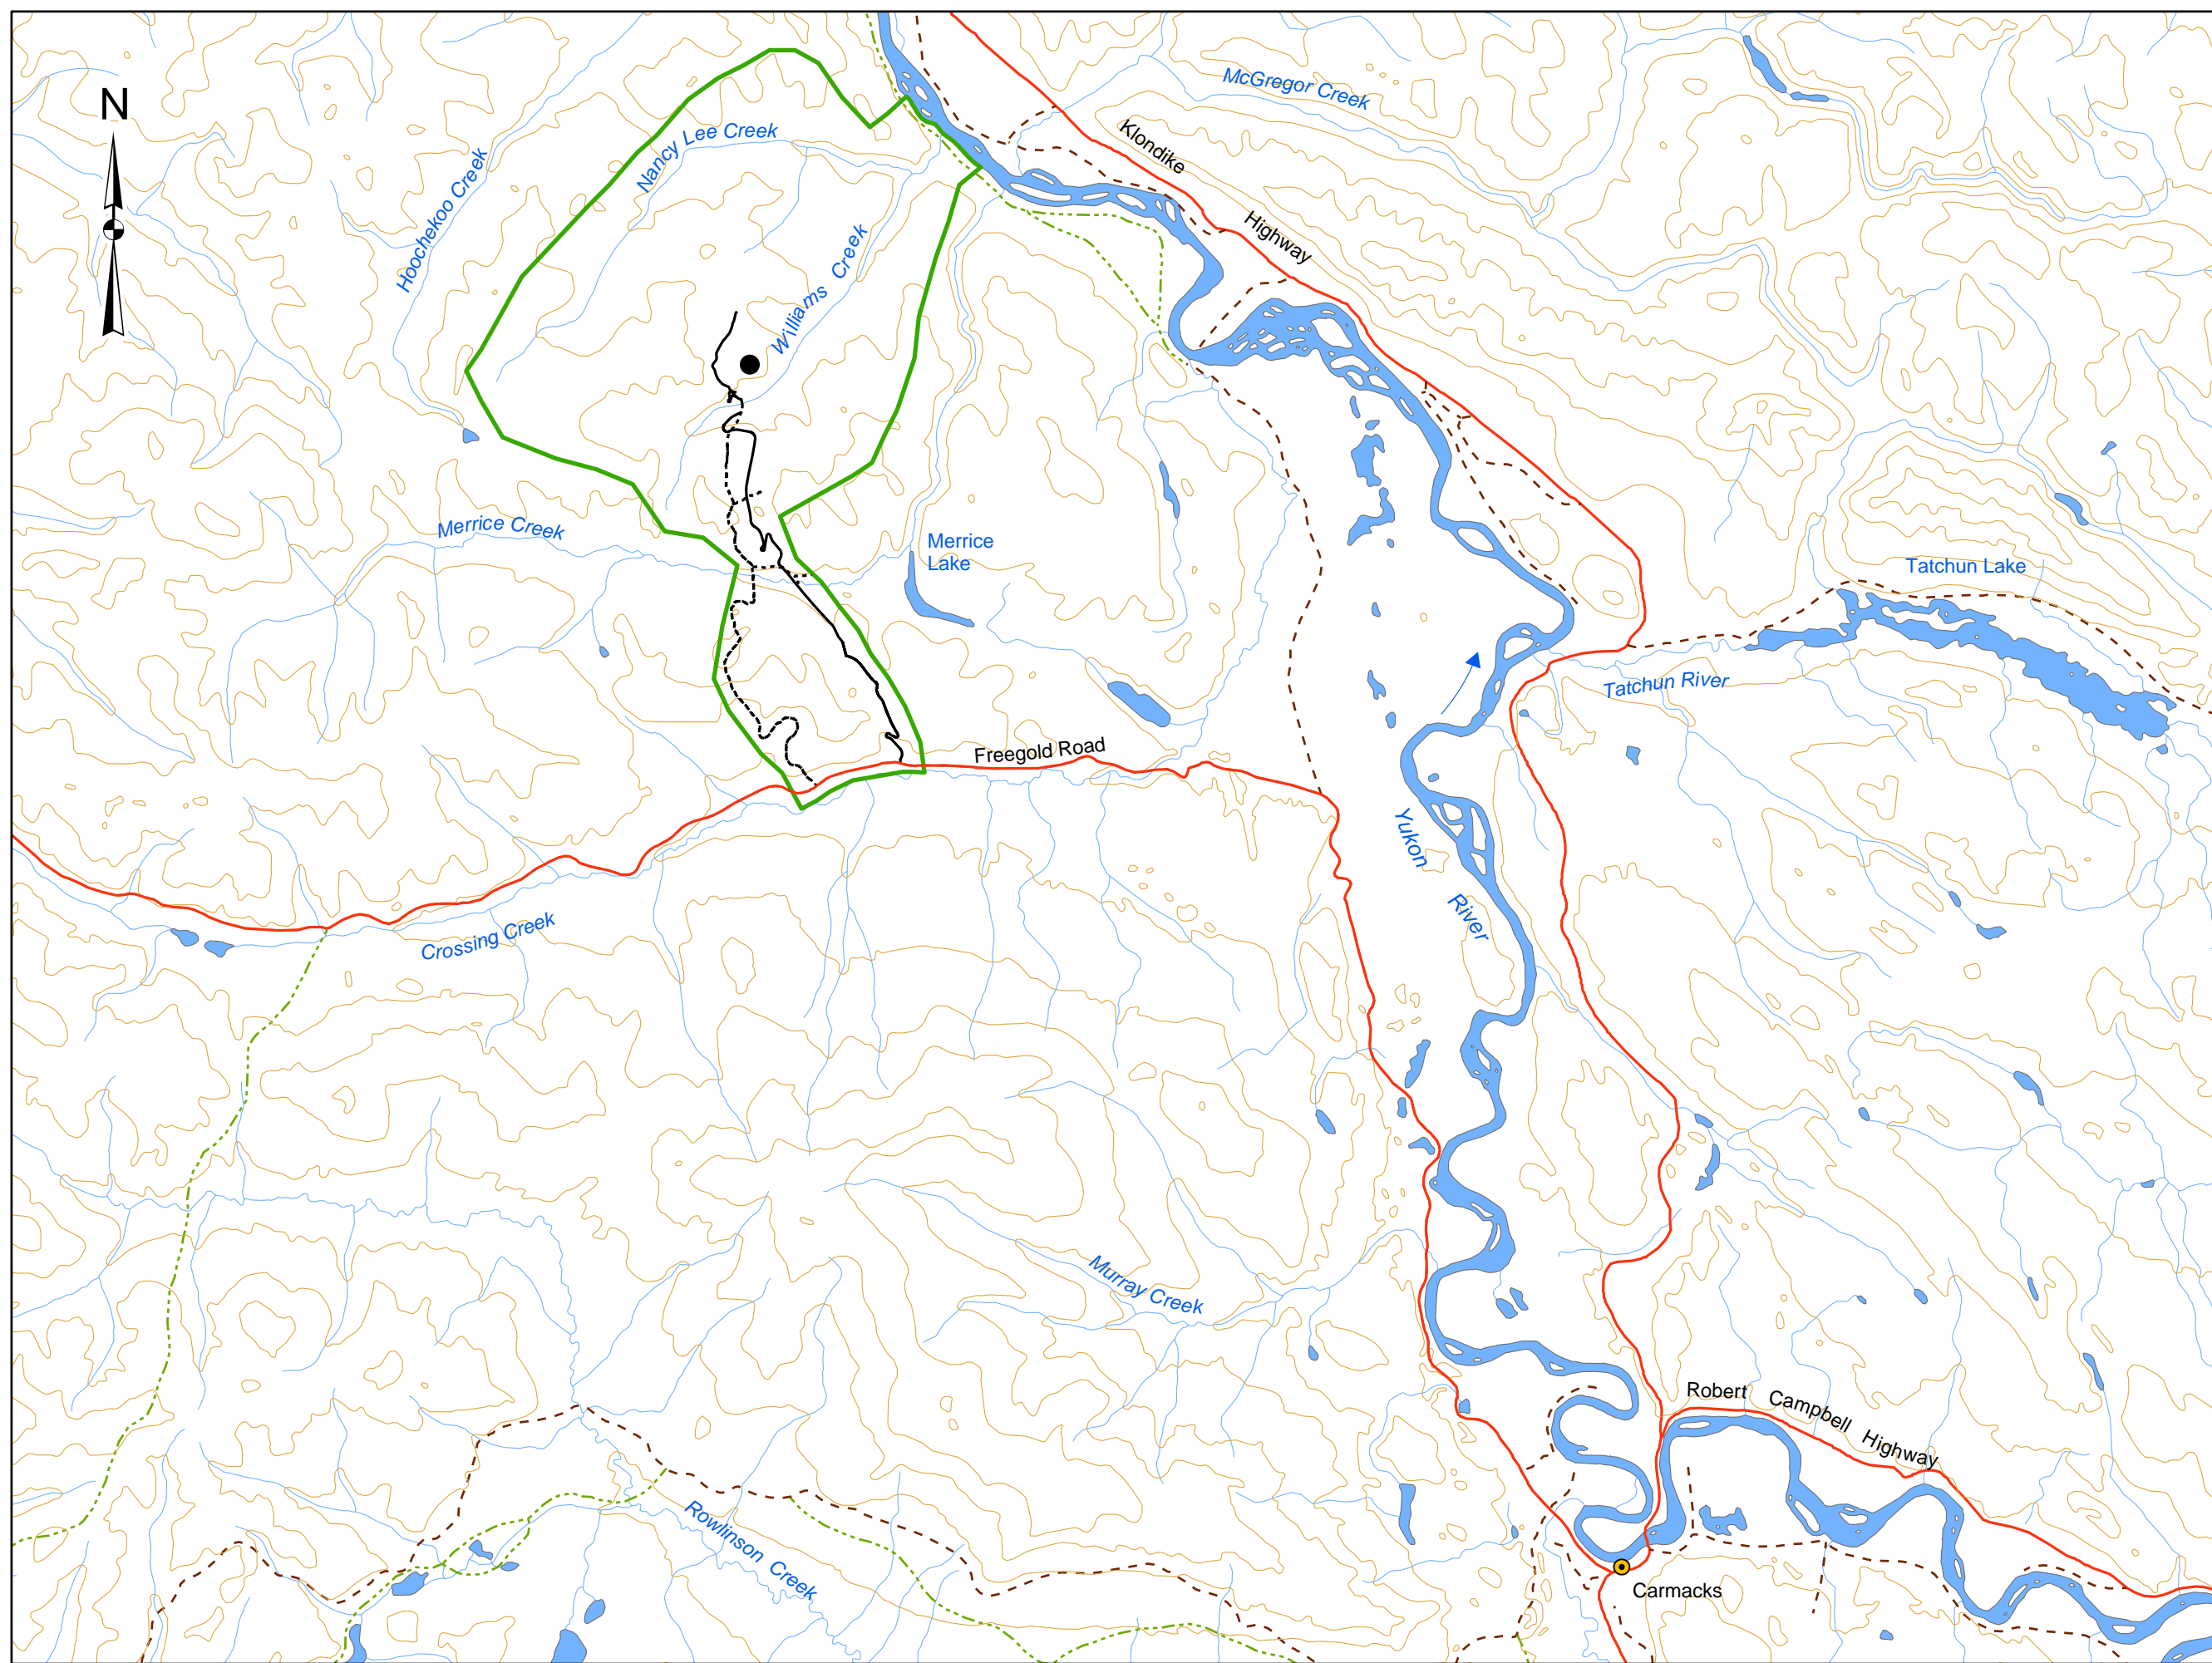 N
McGregor Creek
Nancy Lee Creek
Klondike
Highway
Hoochekoo Creek
Williams Creek
Merrice Creek
Merrice
Lake
Tatchun Lake
Tatchun River
Freegold Road
Yukon
River
Crossing Creek
Murray Creek
Robert Campbell Highway
Rowlinson Creek
Carmacks